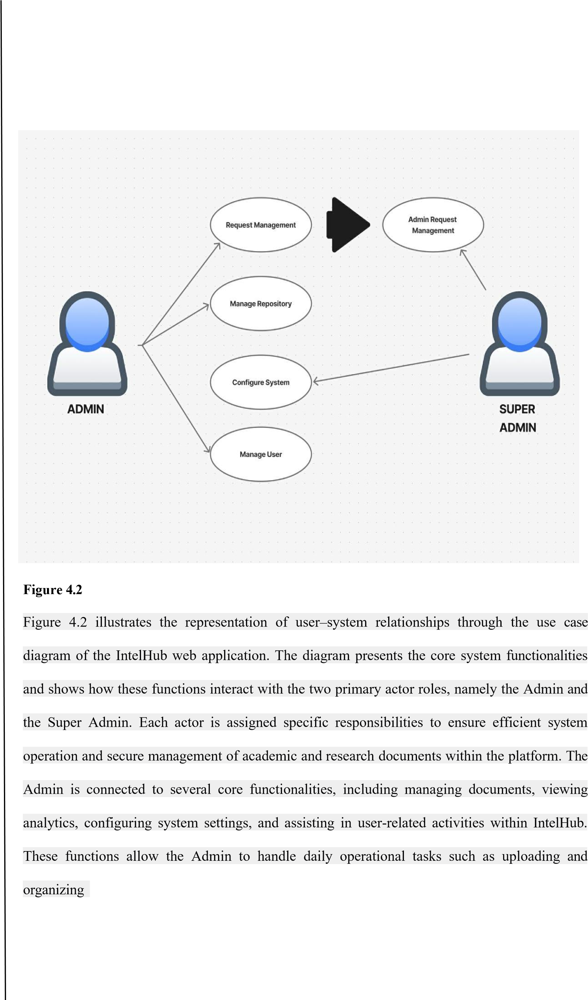 Request Management
Admin Request
Management
Manage Repository
Configure System
ADMIN
SUPER
ADMIN
Manage User
Figure 4.2
Figure 4.2 illustrates the representation of user–system relationships through the use case
diagram of the IntelHub web application. The diagram presents the core system functionalities
and shows how these functions interact with the two primary actor roles, namely the Admin and
the Super Admin. Each actor is assigned specific responsibilities to ensure efficient system
operation and secure management of academic and research documents within the platform. The
Admin is connected to several core functionalities, including managing documents, viewing
analytics, configuring system settings, and assisting in user-related activities within IntelHub.
These functions allow the Admin to handle daily operational tasks such as uploading and
organizing